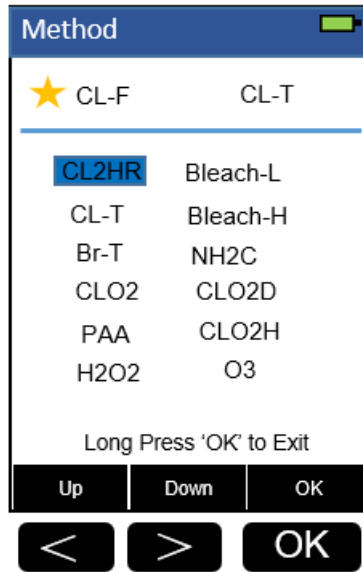 Method
CL-F CL-T
CL2HR Bleach-L
CL-T Bleach-H
Br-T NH2C
CLO2 CLO2D
PAA CLO2H
H2O2 O3
Long Press 'OK' to Exit
Up Down OK
< > OK